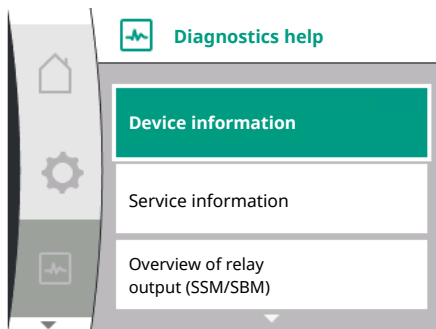 Diagnostics help
Device information
Service information
Overview of relay
output (SSM/SBM)